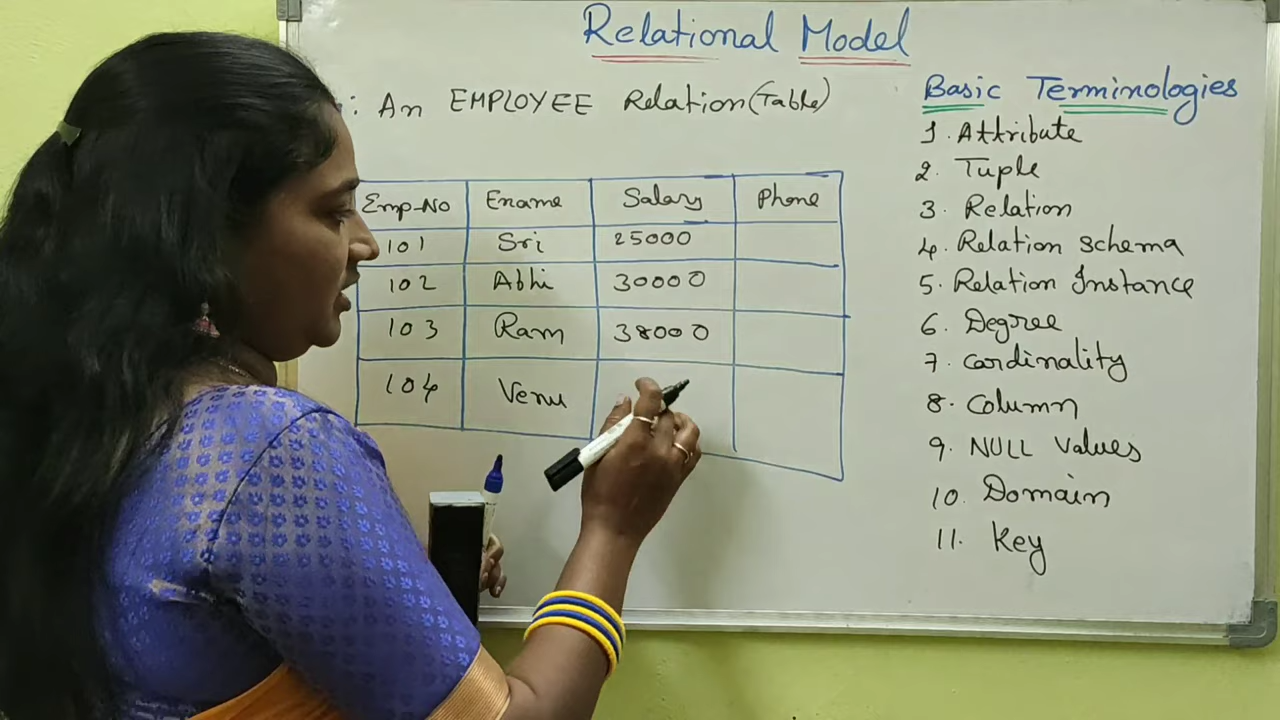 Relational Model
: An EMPLOYEE Relation (Table)
Emp-No Ename Salary Phone
101 Sri 25000
102 Abhi 30000
103 Ram 38000
104 Venu
Basic Terminologies
1. Attribute
2. Tuple
3. Relation
4. Relation schema
5. Relation Instance
6. Degree
7. Cardinality
8. Column
9. NULL Values
10. Domain
11. Key